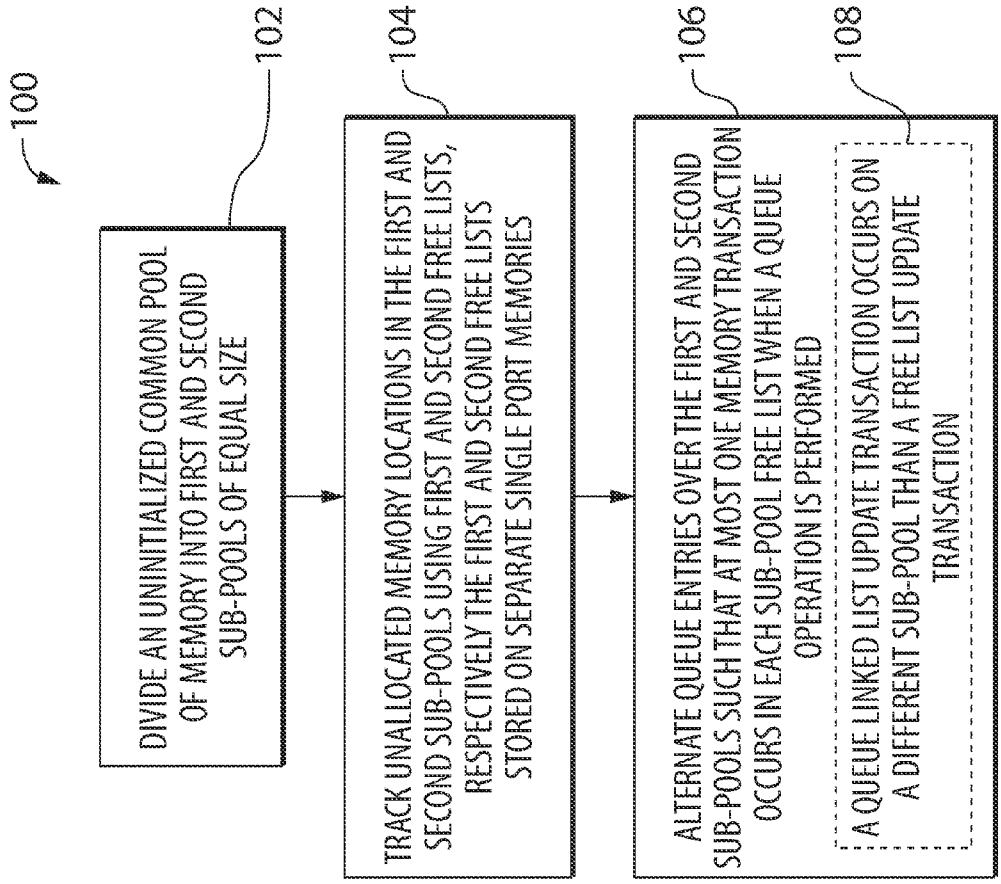 100
DIVIDE AN UNINITIALIZED COMMON POOL
OF MEMORY INTO FIRST AND SECOND
SUB-POOLS OF EQUAL SIZE
102
TRACK UNALLOCATED MEMORY LOCATIONS IN THE FIRST AND
SECOND SUB-POOLS USING FIRST AND SECOND FREE LISTS,
RESPECTIVELY THE FIRST AND SECOND FREE LISTS
STORED ON SEPARATE SINGLE PORT MEMORIES
104
ALTERNATE QUEUE ENTRIES OVER THE FIRST AND SECOND
SUB-POOLS SUCH THAT AT MOST ONE MEMORY TRANSACTION
OCCURS IN EACH SUB-POOL FREE LIST WHEN A QUEUE
OPERATION IS PERFORMED
106
A QUEUE LINKED LIST UPDATE TRANSACTION OCCURS ON
A DIFFERENT SUB-POOL THAN A FREE LIST UPDATE
TRANSACTION
108